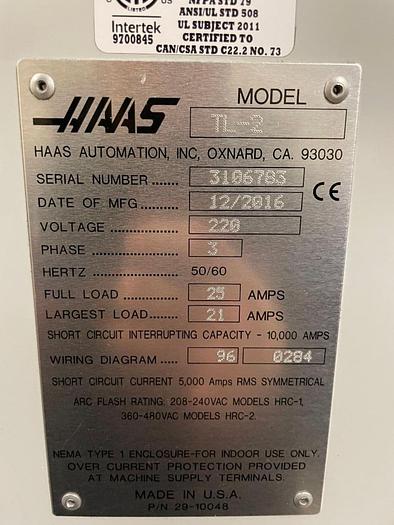 LISTED US
NFPA STD 79
ANSI/UL STD 508
UL SUBJECT 2011
Intertek CERTIFIED TO
9700845 CAN/CSA STD C22.2 NO. 73
HAAS MODEL TL-2
HAAS AUTOMATION, INC, OXNARD, CA. 93030
SERIAL NUMBER ...... 3106783
DATE OF MFG ......... 12/2016 CE
VOLTAGE ................ 220
PHASE .................... 3
HERTZ .................... 50/60
FULL LOAD ............. 25 AMPS
LARGEST LOAD...... 21 AMPS
SHORT CIRCUIT INTERRUPTING CAPACITY - 10,000 AMPS
WIRING DIAGRAM ........ 96 0284
SHORT CIRCUIT CURRENT 5,000 Amps RMS SYMMETRICAL
ARC FLASH RATING: 208-240VAC MODELS HRC-1,
360-480VAC MODELS HRC-2.
NEMA TYPE 1 ENCLOSURE-FOR INDOOR USE ONLY.
OVER CURRENT PROTECTION PROVIDED
AT MACHINE SUPPLY TERMINALS.
MADE IN U.S.A.
P/N 29-10048